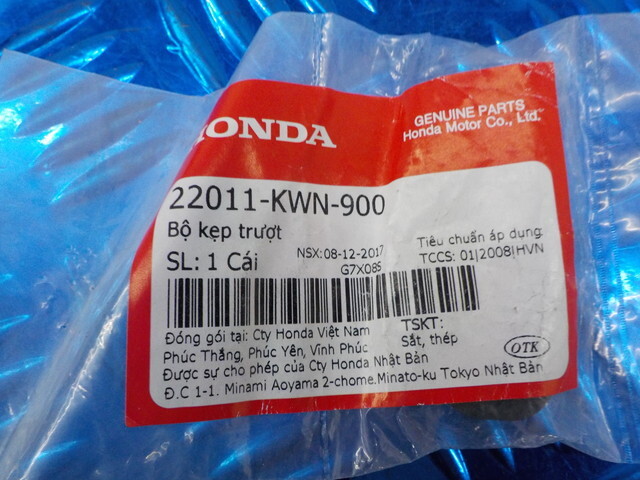 HONDA
GENUINE PARTS
Honda Motor Co., Ltd.
22011-KWN-900
Bộ kẹp trượt
SL: 1 Cái
NSX: 08-12-2017
G7X085
Tiêu chuẩn áp dụng:
TCCS: 01|2008|HVN
Đóng gói tại: Cty Honda Việt Nam
Phúc Thắng, Phúc Yên, Vĩnh Phúc
TSKT:
Sắt, thép
Được sự cho phép của Cty Honda Nhật Bản
Đ.C 1-1. Minami Aoyama 2-chome.Minato-ku Tokyo Nhật Bản
OTK